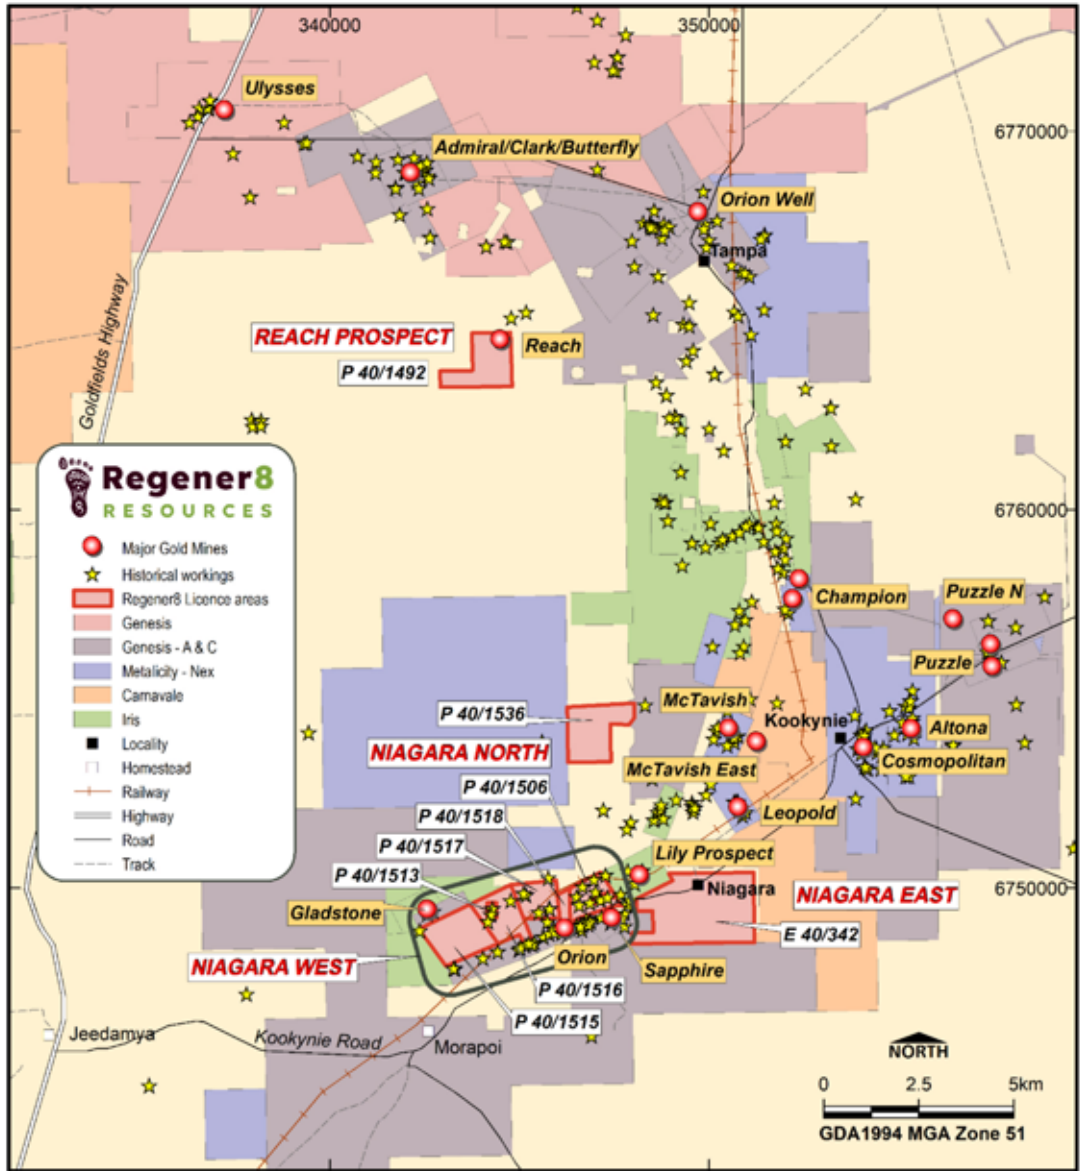 340000
350000
Ulysses
6770000
Admiral/Clark/Butterfly
Orion Well
Tampa
Goldfields Highway
REACH PROSPECT
Reach
P 40/1492
Regener8
RESOURCES
Major Gold Mines
Historical workings
Regener8 Licence areas
Genesis
Genesis - A & C
Metalicity - Nex
Carnavale
Iris
Locality
Homestead
Railway
Highway
Road
Track
6760000
Champion
Puzzle N
Puzzle
McTavish
P 40/1536
Kookynie
Altona
NIAGARA NORTH
Cosmopolitan
McTavish East
P 40/1506
Leopold
P 40/1518
P 40/1517
Lily Prospect
P 40/1513
Niagara
6750000
NIAGARA EAST
Gladstone
E 40/342
Orion
NIAGARA WEST
Sapphire
P 40/1516
P 40/1515
Jeedamya
Kookynie Road
Morapoi
NORTH
0 2.5 5km
GDA1994 MGA Zone 51